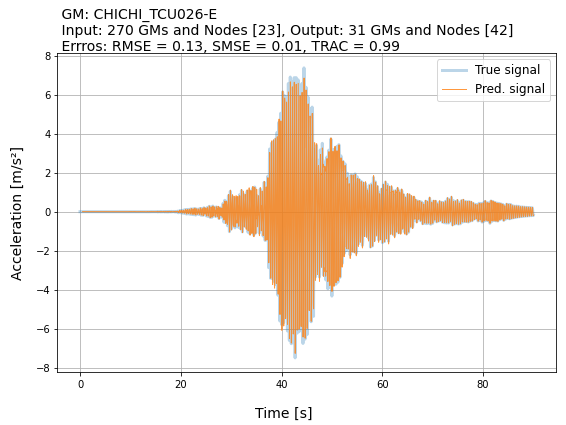 GM: CHICHI_TCU026-E
Input: 270 GMs and Nodes [23], Output: 31 GMs and Nodes [42]
Errros: RMSE = 0.13, SMSE = 0.01, TRAC = 0.99
True signal
Pred. signal
8
6
4
2
0
−2
−4
−6
−8
Acceleration [m/s²]
0 20 40 60 80
Time [s]